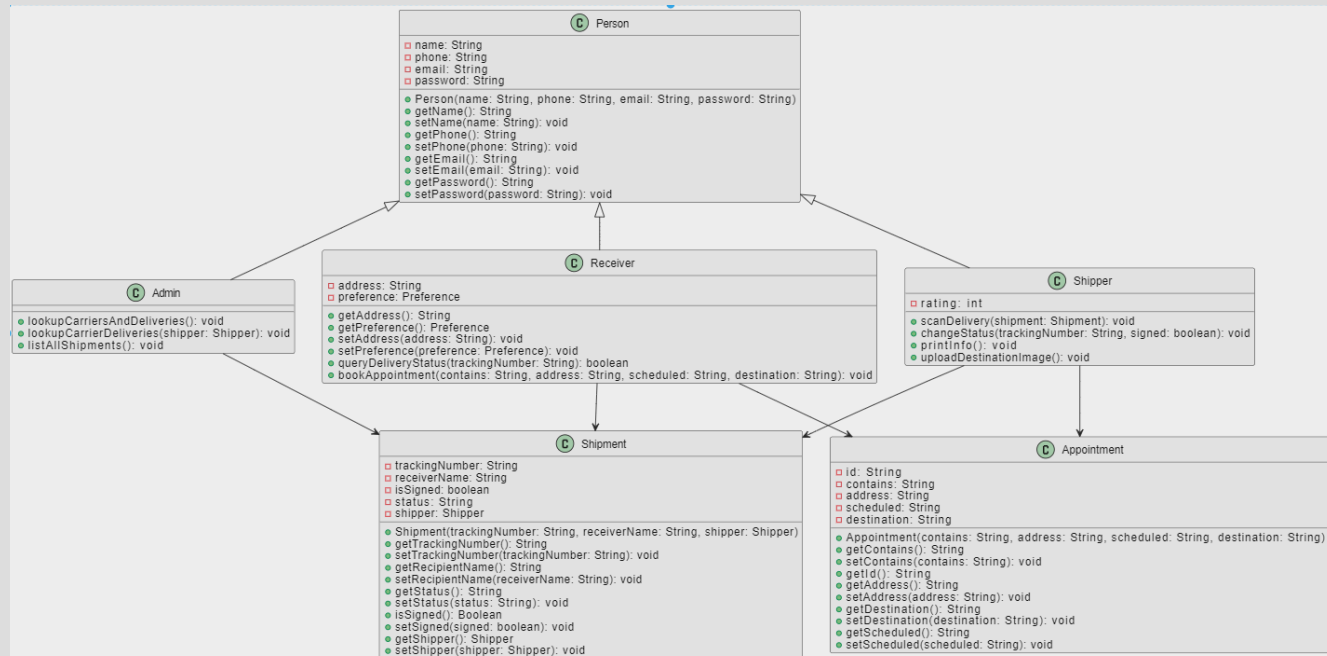 C Person
name: String
phone: String
email: String
password: String
Person(name: String, phone: String, email: String, password: String)
getName(): String
setName(name: String): void
getPhone(): String
setPhone(phone: String): void
getEmail(): String
setEmail(email: String): void
getPassword(): String
setPassword(password: String): void
C Admin
lookupCarriersAndDeliveries(): void
lookupCarrierDeliveries(shipper: Shipper): void
listAllShipments(): void
C Receiver
address: String
preference: Preference
getAddress(): String
getPreference(): Preference
setAddress(address: String): void
setPreference(preference: Preference): void
queryDeliveryStatus(trackingNumber: String): boolean
bookAppointment(contains: String, address: String, scheduled: String, destination: String): void
C Shipper
rating: int
scanDelivery(shipment: Shipment): void
changeStatus(trackingNumber: String, signed: boolean): void
printInfo(): void
uploadDestinationImage(): void
C Shipment
trackingNumber: String
receiverName: String
isSigned: boolean
status: String
shipper: Shipper
Shipment(trackingNumber: String, receiverName: String, shipper: Shipper)
getTrackingNumber(): String
setTrackingNumber(trackingNumber: String): void
getRecipientName(): String
setRecipientName(receiverName: String): void
getStatus(): String
setStatus(status: String): void
isSigned(): Boolean
setSigned(signed: boolean): void
getShipper(): Shipper
setShipper(shipper: Shipper): void
C Appointment
id: String
contains: String
address: String
scheduled: String
destination: String
Appointment(contains: String, address: String, scheduled: String, destination: String)
getContains(): String
setContains(contains: String): void
getId(): String
getAddress(): String
setAddress(address: String): void
getDestination(): String
setDestination(destination: String): void
getScheduled(): String
setScheduled(scheduled: String): void